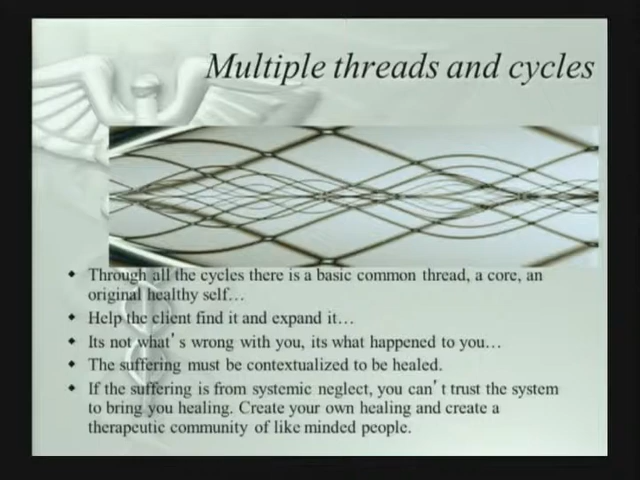 Multiple threads and cycles
Through all the cycles there is a basic common thread, a core, an
original healthy self…
Help the client find it and expand it…
Its not what's wrong with you, its what happened to you…
The suffering must be contextualized to be healed.
If the suffering is from systemic neglect, you can't trust the system
to bring you healing. Create your own healing and create a
therapeutic community of like minded people.